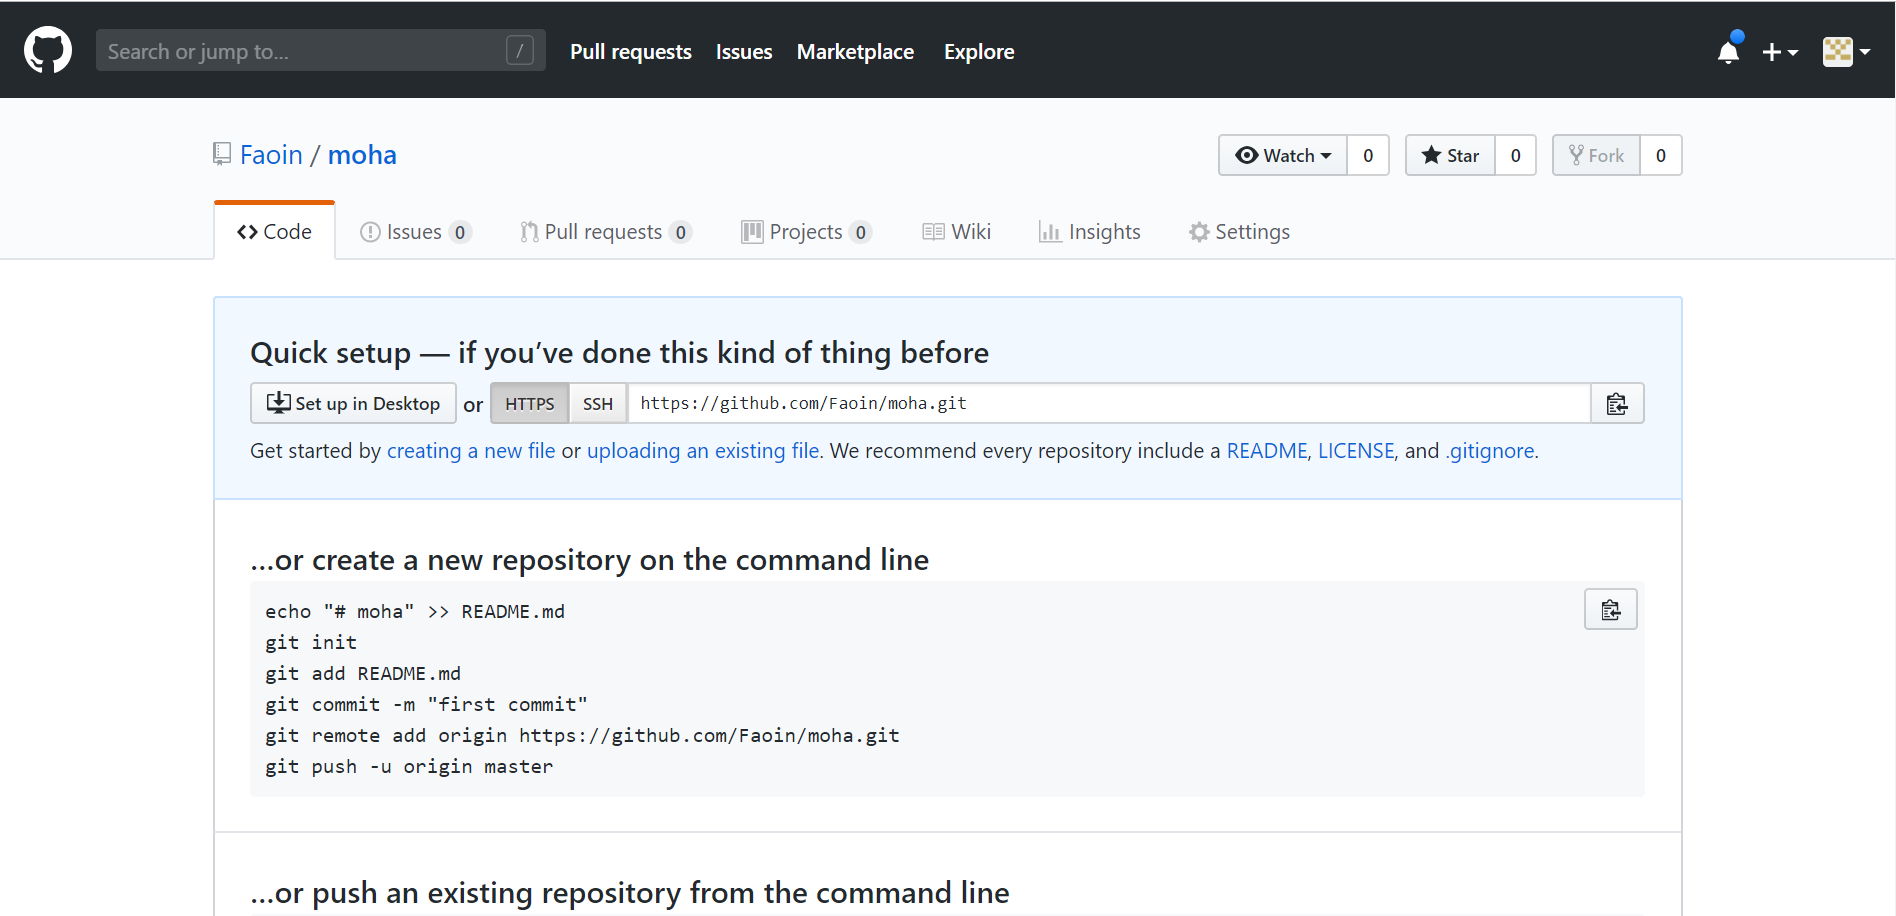 Search or jump to... /
Pull requests Issues Marketplace Explore
Faoin / moha
Watch 0 Star 0 Fork 0
Code Issues 0 Pull requests 0 Projects 0 Wiki Insights Settings
Quick setup — if you’ve done this kind of thing before
Set up in Desktop or HTTPS SSH https://github.com/Faoin/moha.git
Get started by creating a new file or uploading an existing file. We recommend every repository include a README, LICENSE, and .gitignore.
…or create a new repository on the command line
echo "# moha" >> README.md
git init
git add README.md
git commit -m "first commit"
git remote add origin https://github.com/Faoin/moha.git
git push -u origin master
…or push an existing repository from the command line